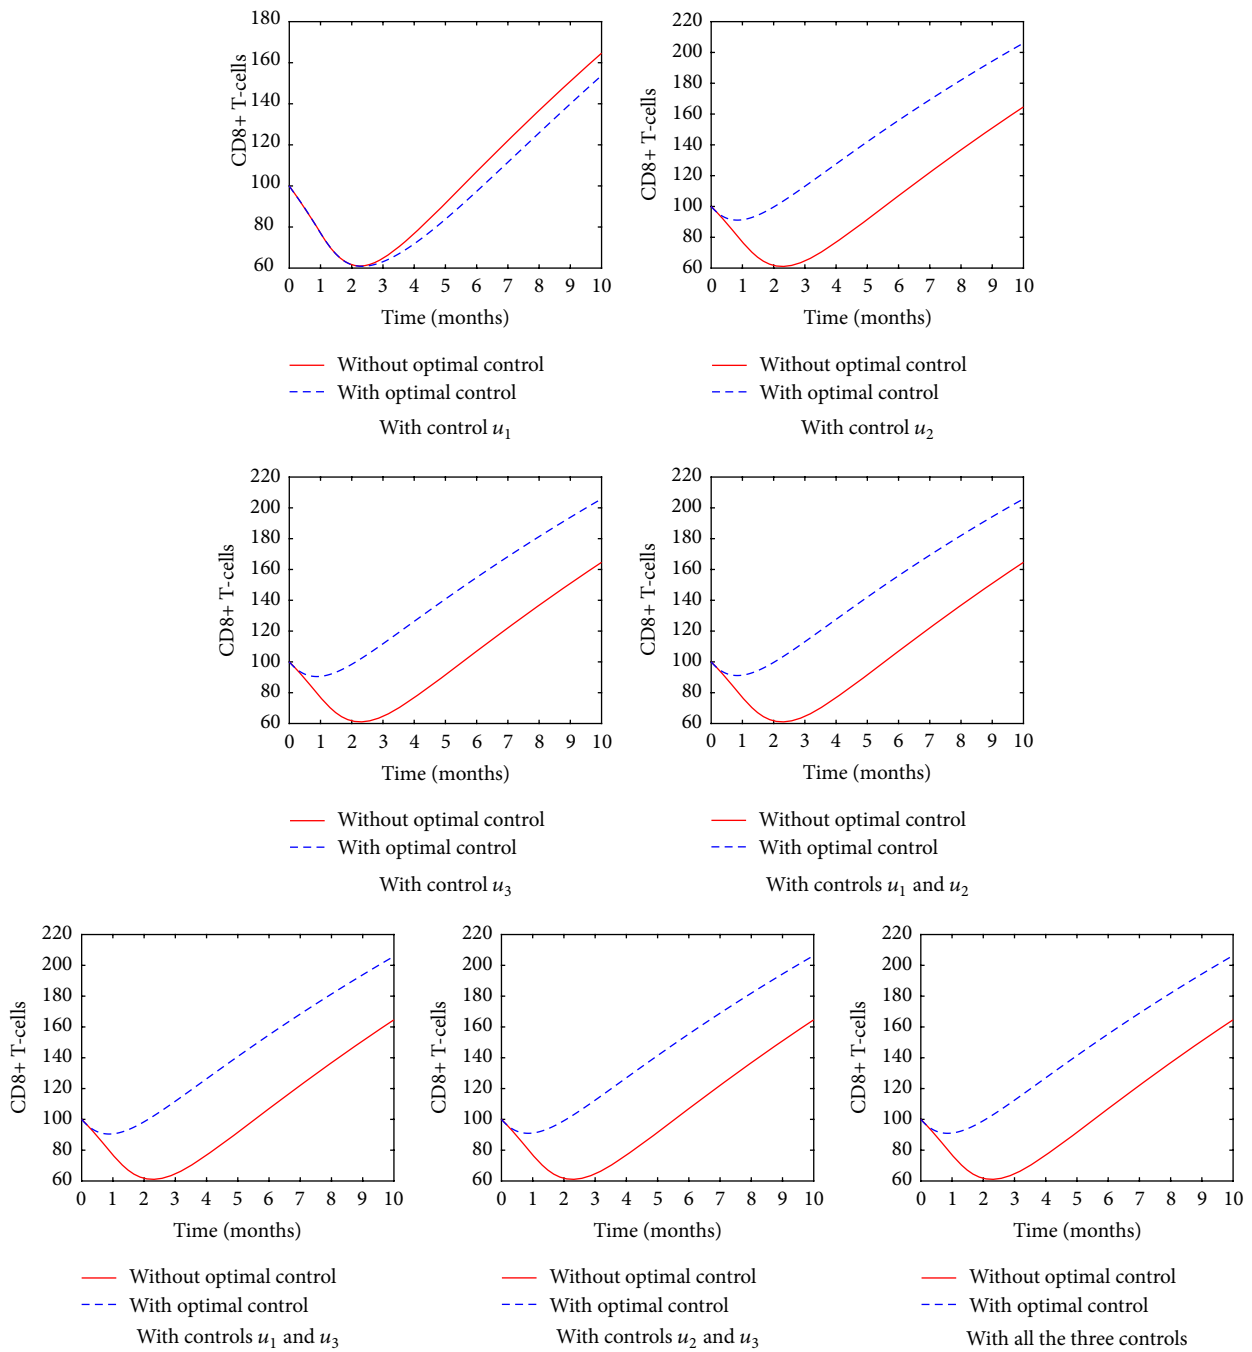 180
160
140
120
100
80
60
CD8+ T-cells
0 1 2 3 4 5 6 7 8 9 10
Time (months)
Without optimal control
With optimal control
With control u1
220
200
180
160
140
120
100
80
60
CD8+ T-cells
0 1 2 3 4 5 6 7 8 9 10
Time (months)
Without optimal control
With optimal control
With control u2
220
200
180
160
140
120
100
80
60
CD8+ T-cells
0 1 2 3 4 5 6 7 8 9 10
Time (months)
Without optimal control
With optimal control
With control u3
220
200
180
160
140
120
100
80
60
CD8+ T-cells
0 1 2 3 4 5 6 7 8 9 10
Time (months)
Without optimal control
With optimal control
With controls u1 and u2
220
200
180
160
140
120
100
80
60
CD8+ T-cells
0 1 2 3 4 5 6 7 8 9 10
Time (months)
Without optimal control
With optimal control
With controls u1 and u3
220
200
180
160
140
120
100
80
60
CD8+ T-cells
0 1 2 3 4 5 6 7 8 9 10
Time (months)
Without optimal control
With optimal control
With controls u2 and u3
220
200
180
160
140
120
100
80
60
CD8+ T-cells
0 1 2 3 4 5 6 7 8 9 10
Time (months)
Without optimal control
With optimal control
With all the three controls